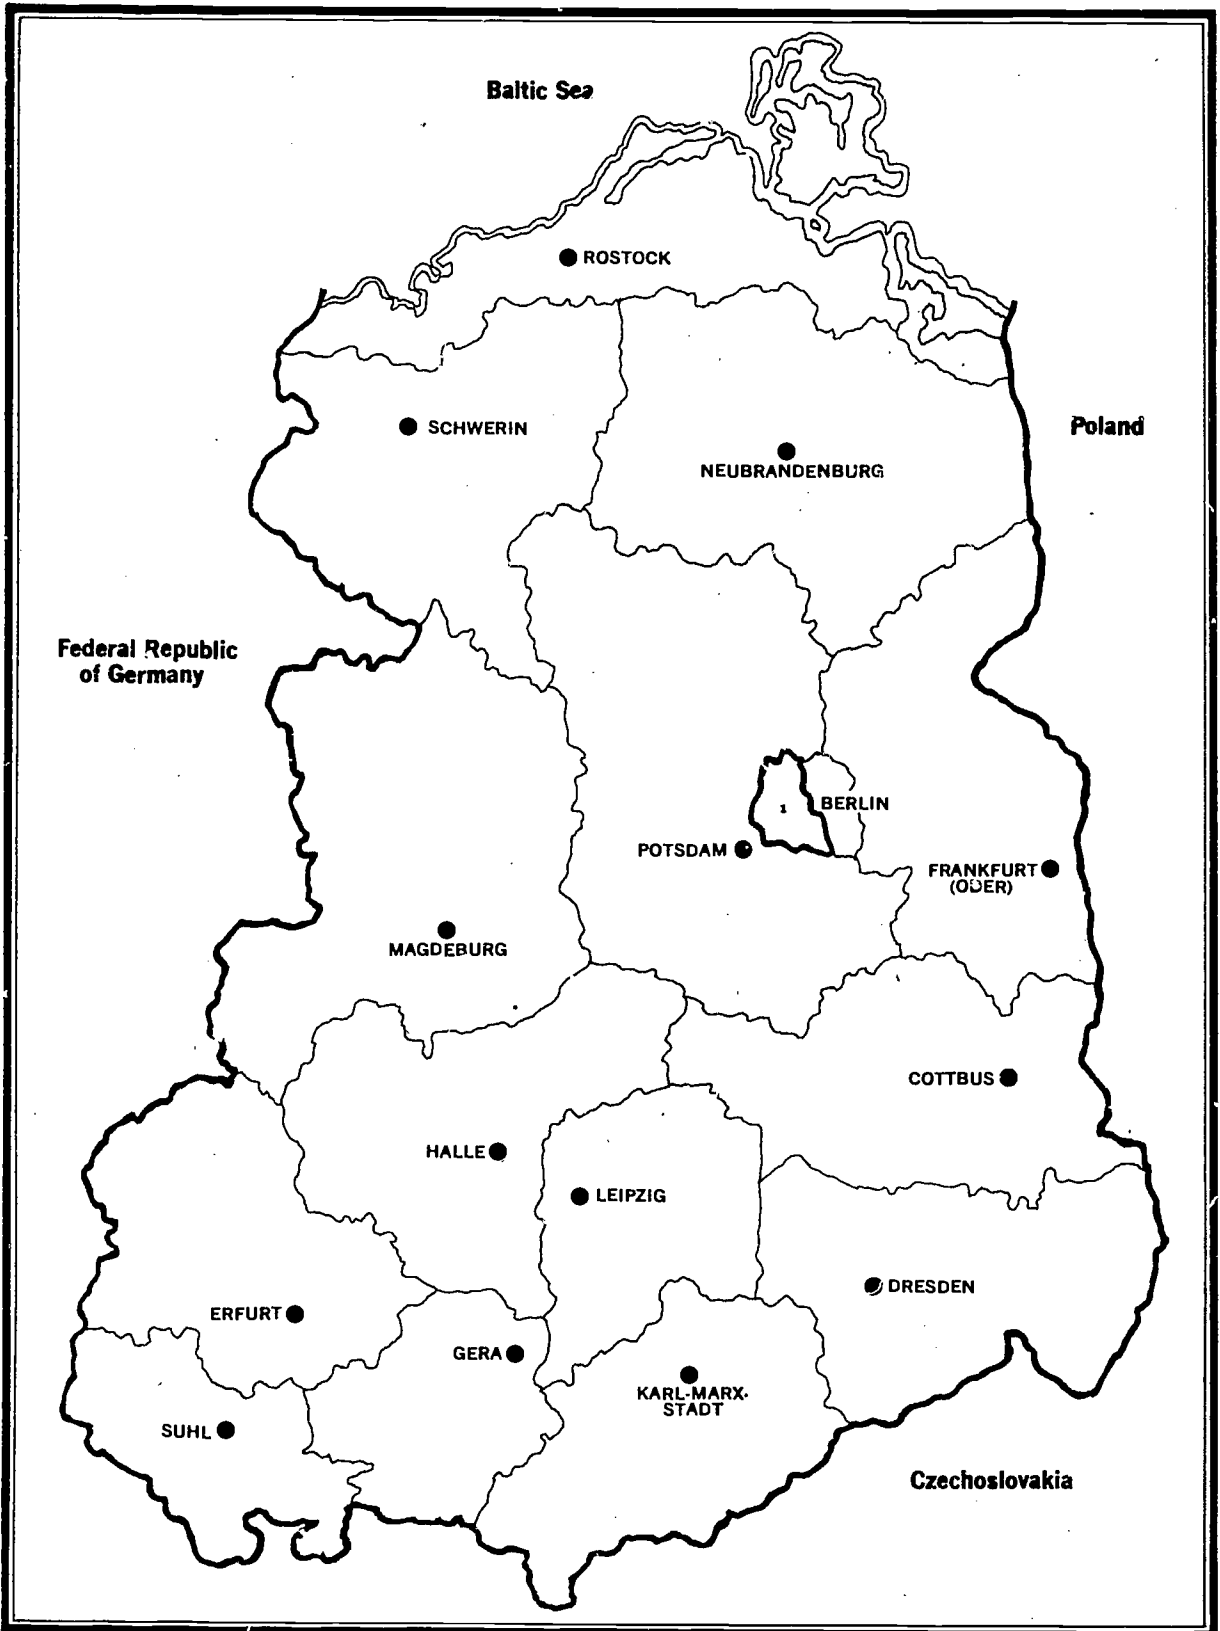 Baltic Sea
ROSTOCK
SCHWERIN
Poland
NEUBRANDENBURG
Federal Republic
of Germany
1
BERLIN
POTSDAM
FRANKFURT
(ODER)
MAGDEBURG
COTTBUS
HALLE
LEIPZIG
DRESDEN
ERFURT
GERA
KARL-MARX-
STADT
SUHL
Czechoslovakia